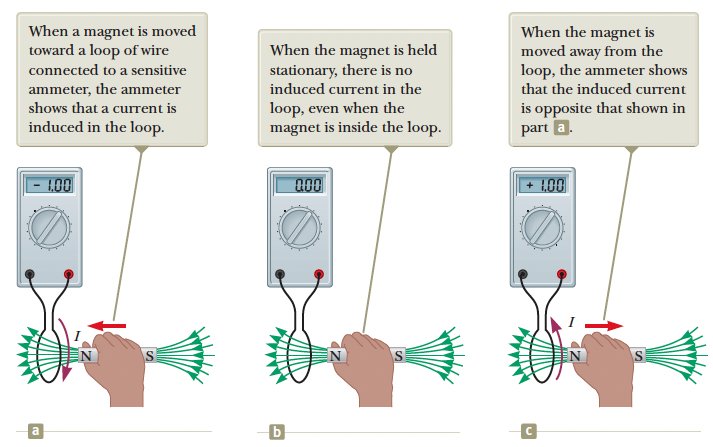 When a magnet is moved
toward a loop of wire
connected to a sensitive
ammeter, the ammeter
shows that a current is
induced in the loop.
When the magnet is held
stationary, there is no
induced current in the
loop, even when the
magnet is inside the loop.
When the magnet is
moved away from the
loop, the ammeter shows
that the induced current
is opposite that shown in
part a.
- 1.00
I
N S
a
0.00
N S
b
+ 1.00
I
N S
c